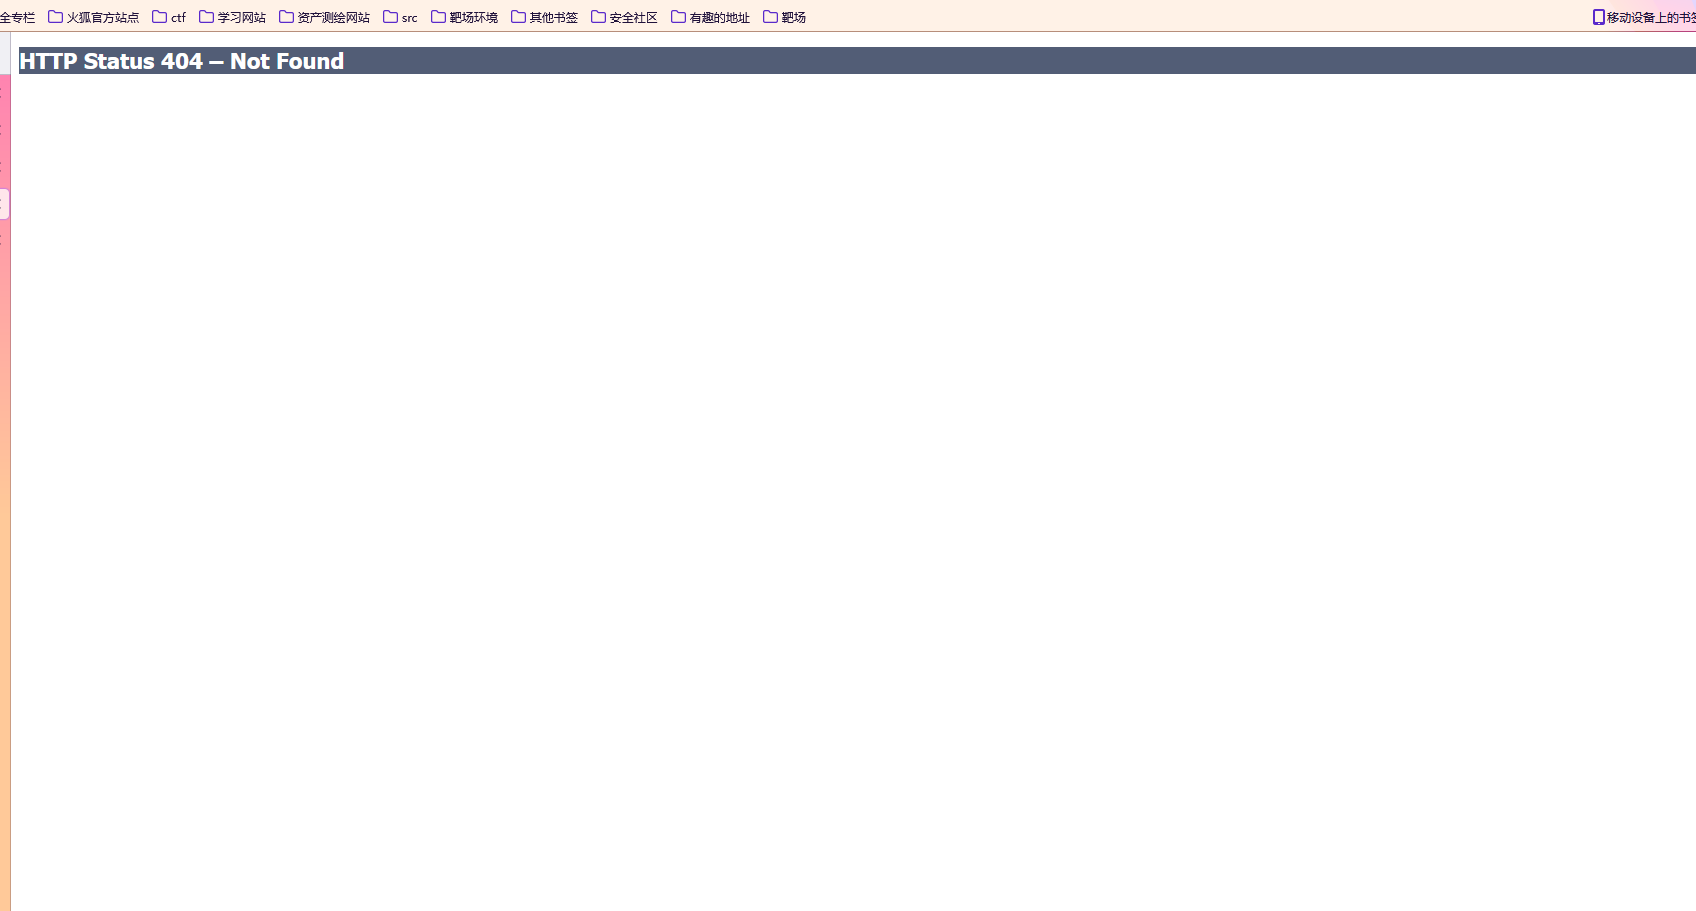 全专栏 火狐官方站点 ctf 学习网站 资产测绘网站 src 靶场环境 其他书签 安全社区 有趣的地址 靶场 移动设备上的书签
HTTP Status 404 – Not Found